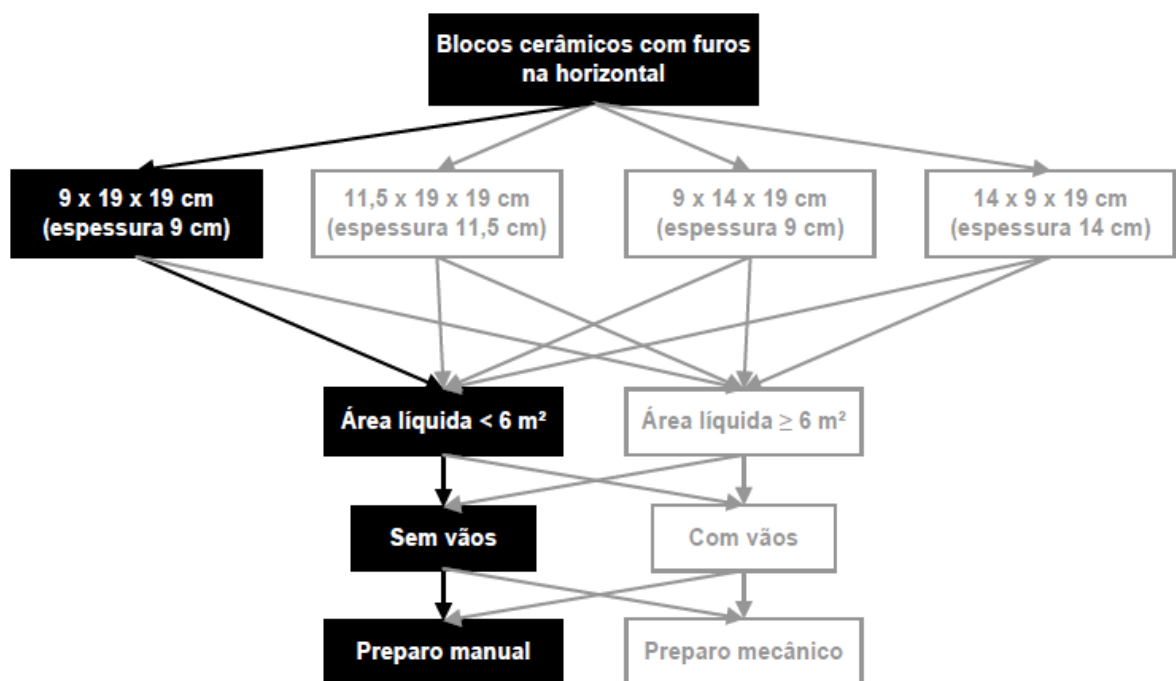 Blocos cerâmicos com furos
na horizontal
9 x 19 x 19 cm
(espessura 9 cm)
11,5 x 19 x 19 cm
(espessura 11,5 cm)
9 x 14 x 19 cm
(espessura 9 cm)
14 x 9 x 19 cm
(espessura 14 cm)
Área líquida < 6 m²
Área líquida ≥ 6 m²
Sem vãos
Com vãos
Preparo manual
Preparo mecânico